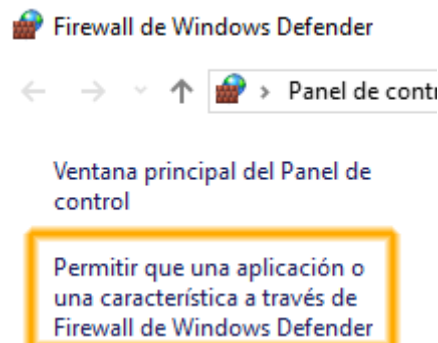 Firewall de Windows Defender
Panel de
Ventana principal del Panel de
control
Permitir que una aplicación o
una característica a través de
Firewall de Windows Defender